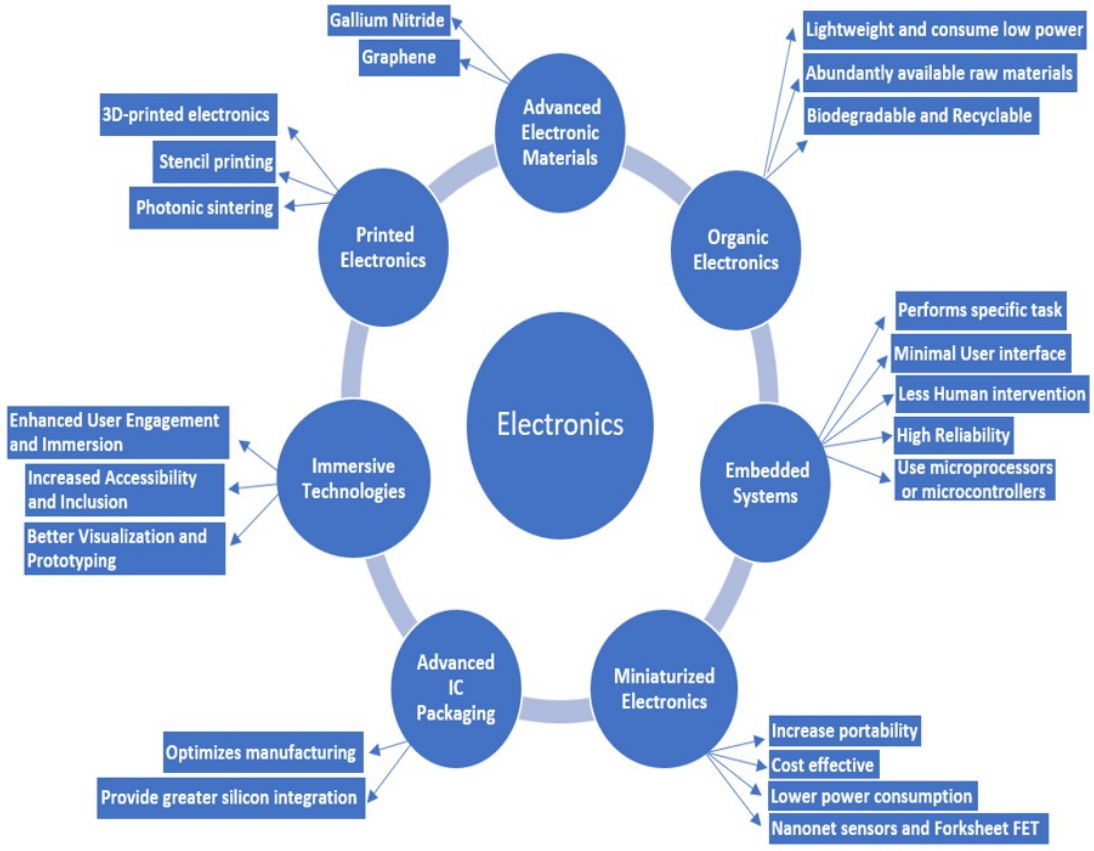 Gallium Nitride
Graphene
Advanced
Electronic
Materials
Lightweight and consume low power
Abundantly available raw materials
Biodegradable and Recyclable
3D-printed electronics
Stencil printing
Photonic sintering
Printed
Electronics
Organic
Electronics
Performs specific task
Minimal User interface
Less Human intervention
High Reliability
Use microprocessors
or microcontrollers
Electronics
Enhanced User Engagement
and Immersion
Increased Accessibility
and Inclusion
Better Visualization and
Prototyping
Immersive
Technologies
Embedded
Systems
Advanced
IC
Packaging
Miniaturized
Electronics
Optimizes manufacturing
Provide greater silicon integration
Increase portability
Cost effective
Lower power consumption
Nanonet sensors and Forksheet FET